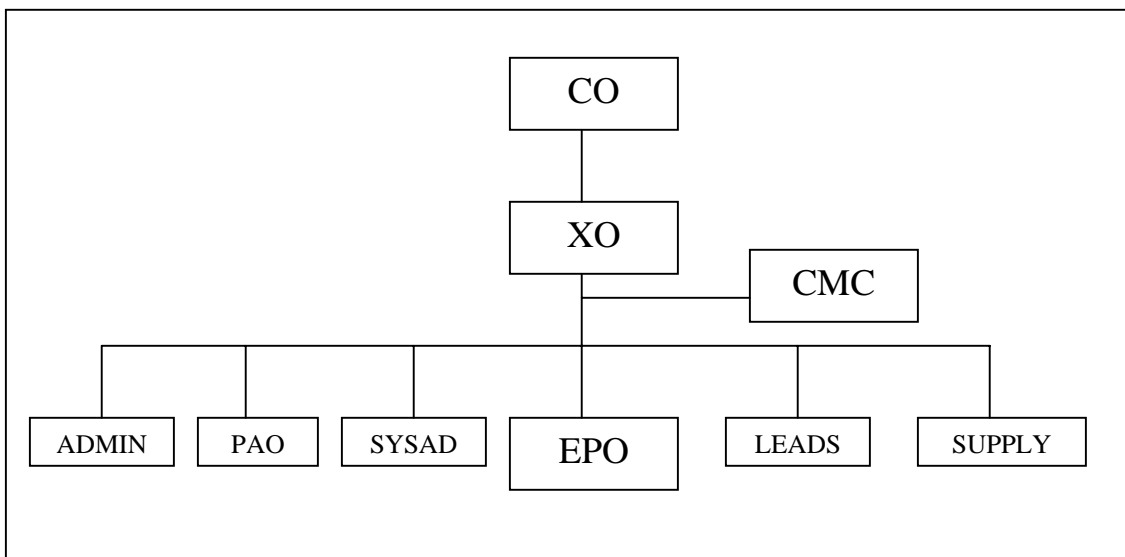 CO
XO
CMC
ADMIN
PAO
SYSAD
EPO
LEADS
SUPPLY